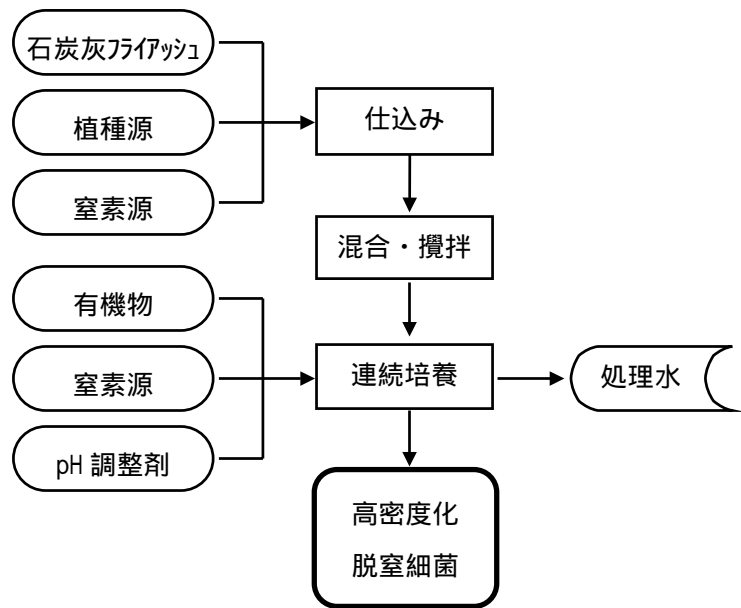 石炭灰フライアッシュ
植種源
窒素源
仕込み
混合・攪拌
有機物
窒素源
pH 調整剤
連続培養
処理水
高密度化
脱窒細菌